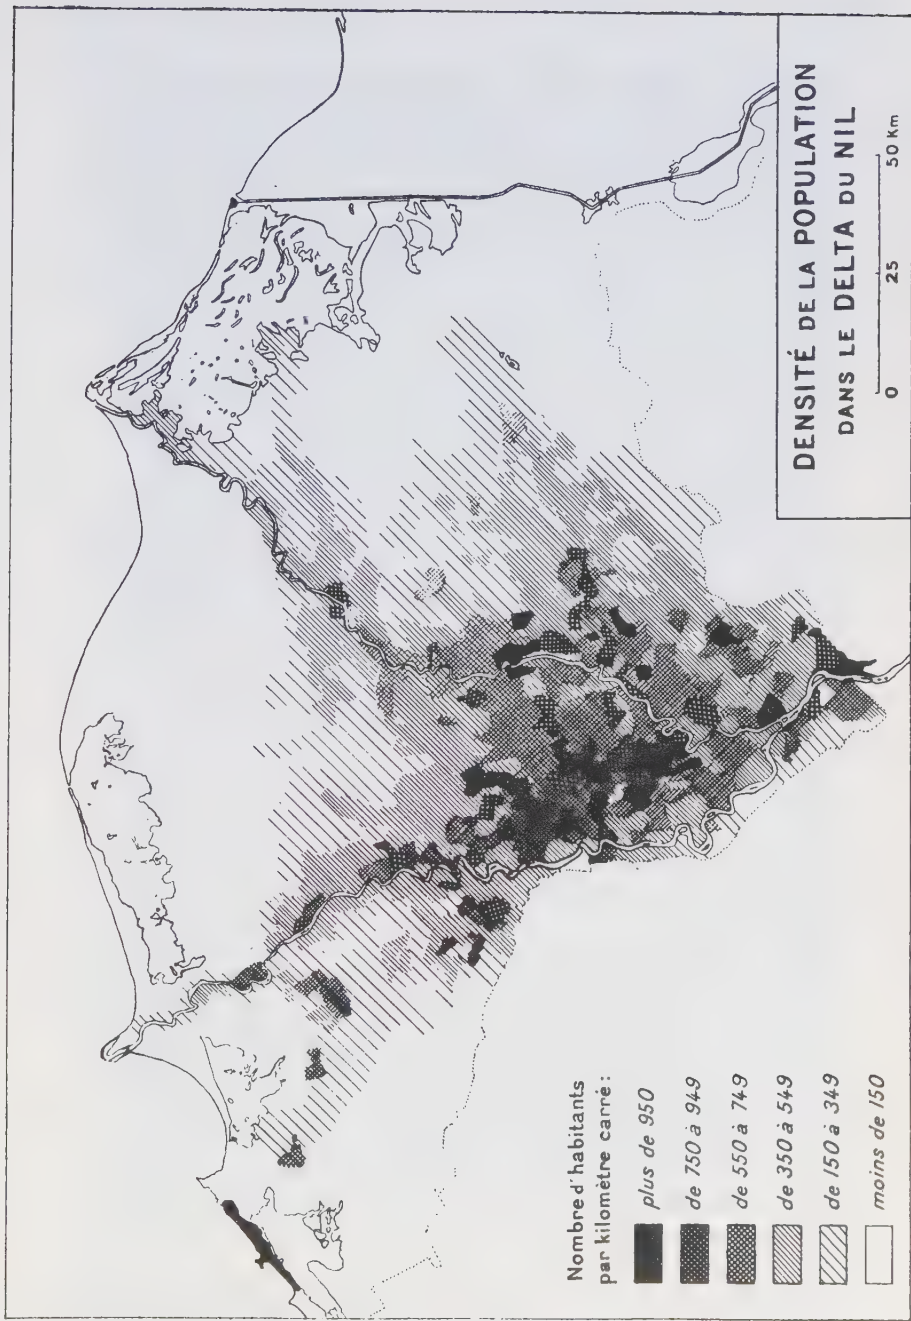 DENSITÉ DE LA POPULATION
DANS LE DELTA DU NIL
0 25 50 Km
Nombre d'habitants
par kilomètre carré :
plus de 950
de 750 à 949
de 550 à 749
de 350 à 549
de 150 à 349
moins de 150